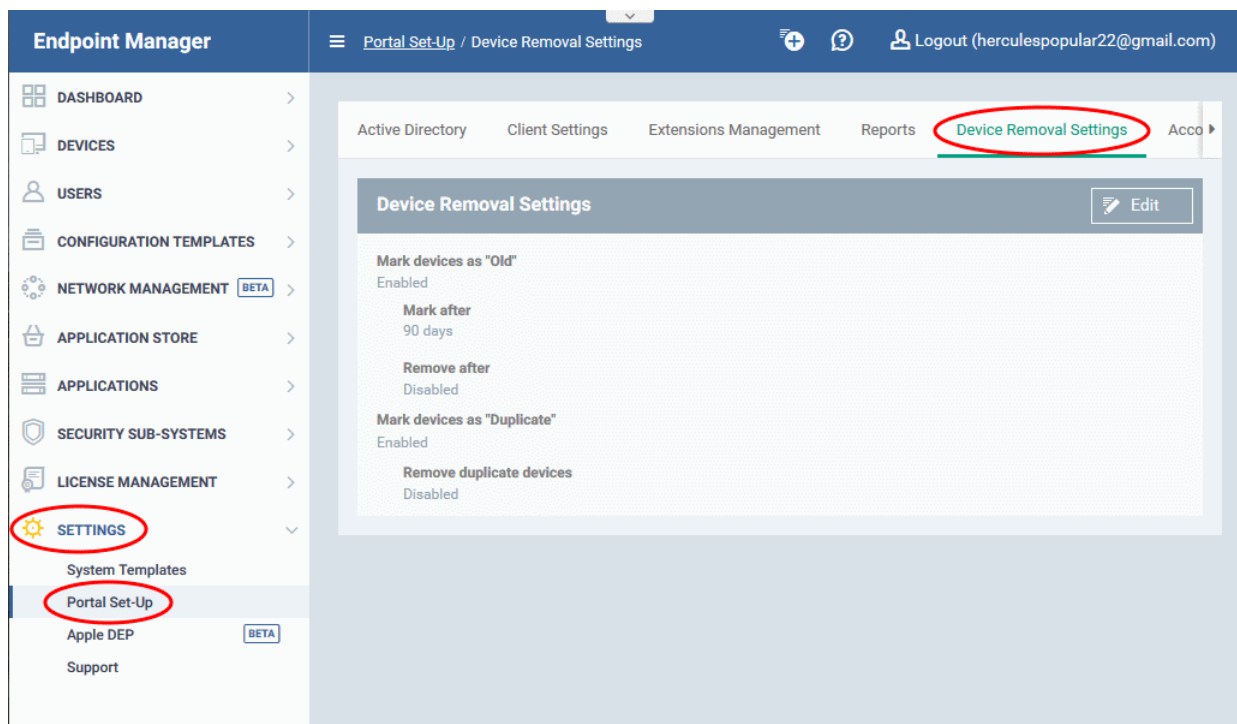 Endpoint Manager
Portal Set-Up / Device Removal Settings
Logout (herculespopular22@gmail.com)
DASHBOARD
DEVICES
USERS
CONFIGURATION TEMPLATES
NETWORK MANAGEMENT BETA
APPLICATION STORE
APPLICATIONS
SECURITY SUB-SYSTEMS
LICENSE MANAGEMENT
SETTINGS
System Templates
Portal Set-Up
Apple DEP BETA
Support
Active Directory Client Settings Extensions Management Reports Device Removal Settings Acco
Device Removal Settings
Edit
Mark devices as "Old"
Enabled
Mark after
90 days
Remove after
Disabled
Mark devices as "Duplicate"
Enabled
Remove duplicate devices
Disabled